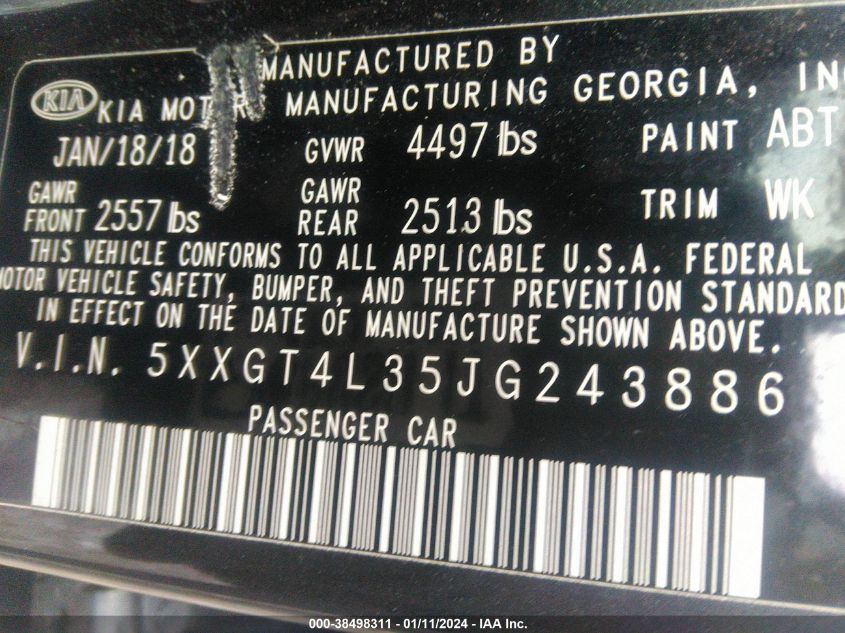 MANUFACTURED BY
KIA KIA MOTORS MANUFACTURING GEORGIA, INC
JAN/18/18 GVWR 4497 lbs PAINT ABT
GAWR FRONT 2557 lbs GAWR REAR 2513 lbs TRIM WK
THIS VEHICLE CONFORMS TO ALL APPLICABLE U.S.A. FEDERAL
MOTOR VEHICLE SAFETY, BUMPER, AND THEFT PREVENTION STANDARD
IN EFFECT ON THE DATE OF MANUFACTURE SHOWN ABOVE.
V.I.N. 5XXGT4L35JG243886
PASSENGER CAR
000-38498311 - 01/11/2024 - IAA Inc.